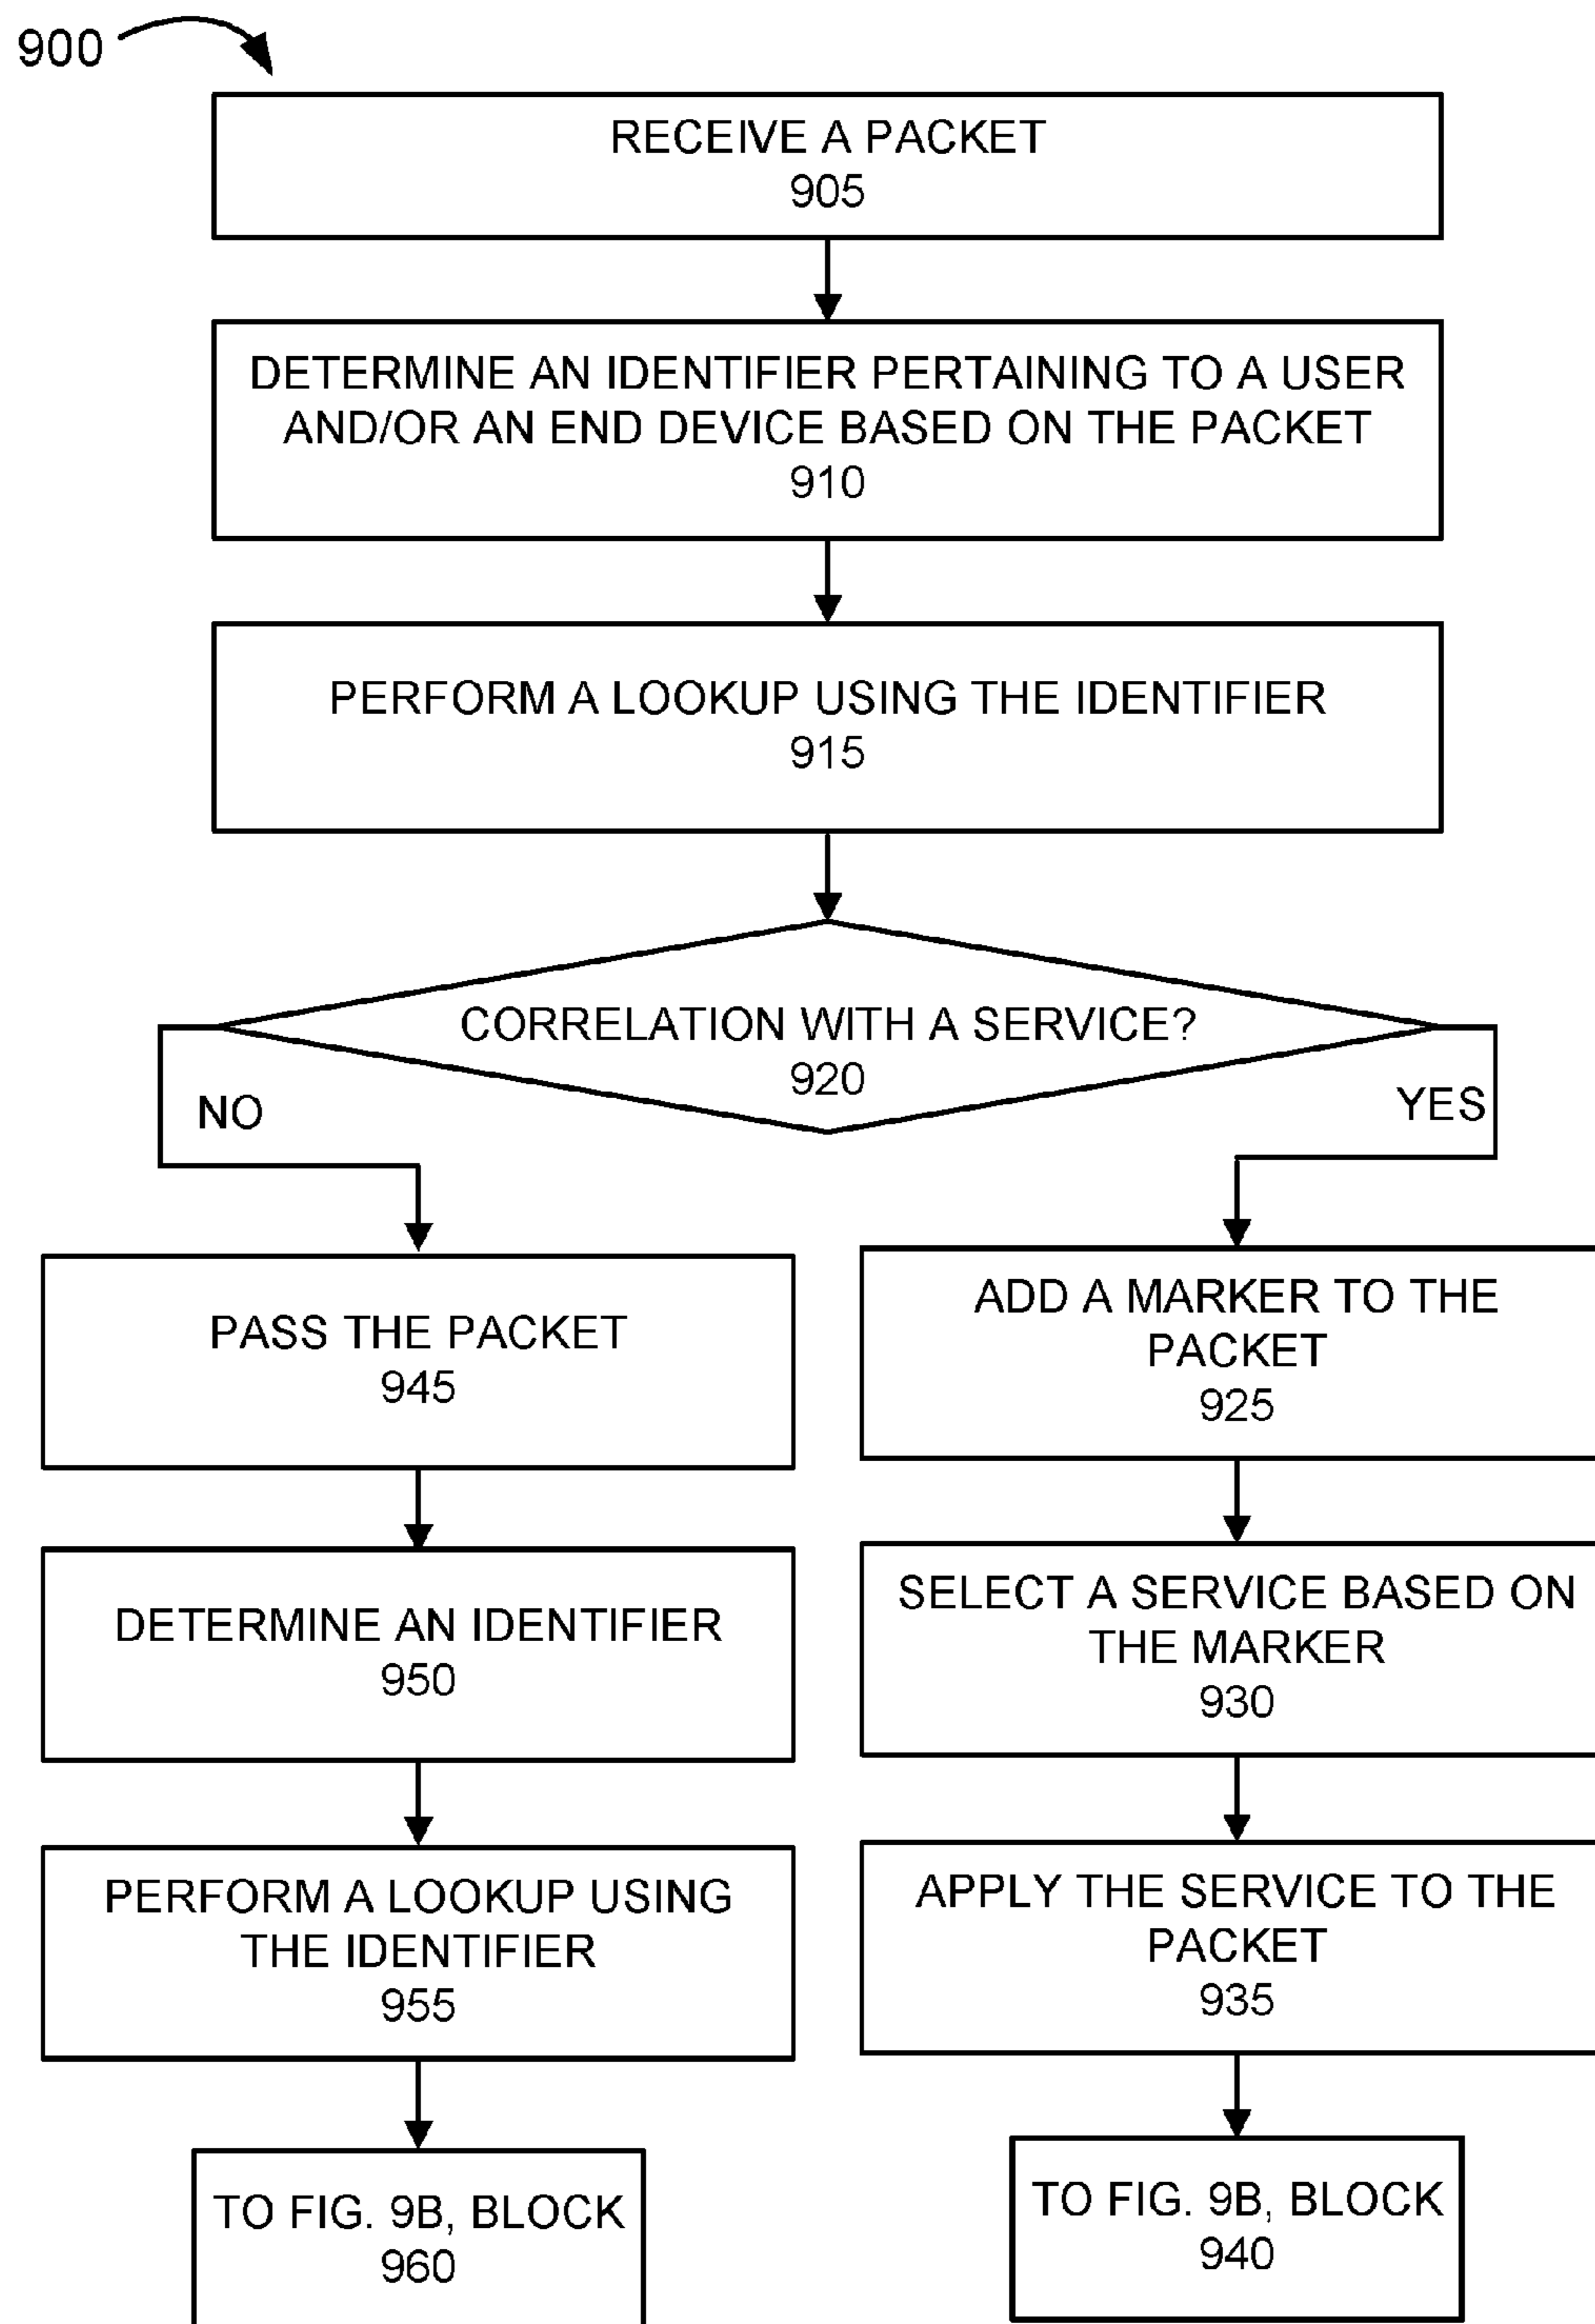 900
RECEIVE A PACKET
905
DETERMINE AN IDENTIFIER PERTAINING TO A USER
AND/OR AN END DEVICE BASED ON THE PACKET
910
PERFORM A LOOKUP USING THE IDENTIFIER
915
CORRELATION WITH A SERVICE?
920
NO
YES
PASS THE PACKET
945
ADD A MARKER TO THE
PACKET
925
DETERMINE AN IDENTIFIER
950
SELECT A SERVICE BASED ON
THE MARKER
930
PERFORM A LOOKUP USING
THE IDENTIFIER
955
APPLY THE SERVICE TO THE
PACKET
935
TO FIG. 9B, BLOCK
960
TO FIG. 9B, BLOCK
940